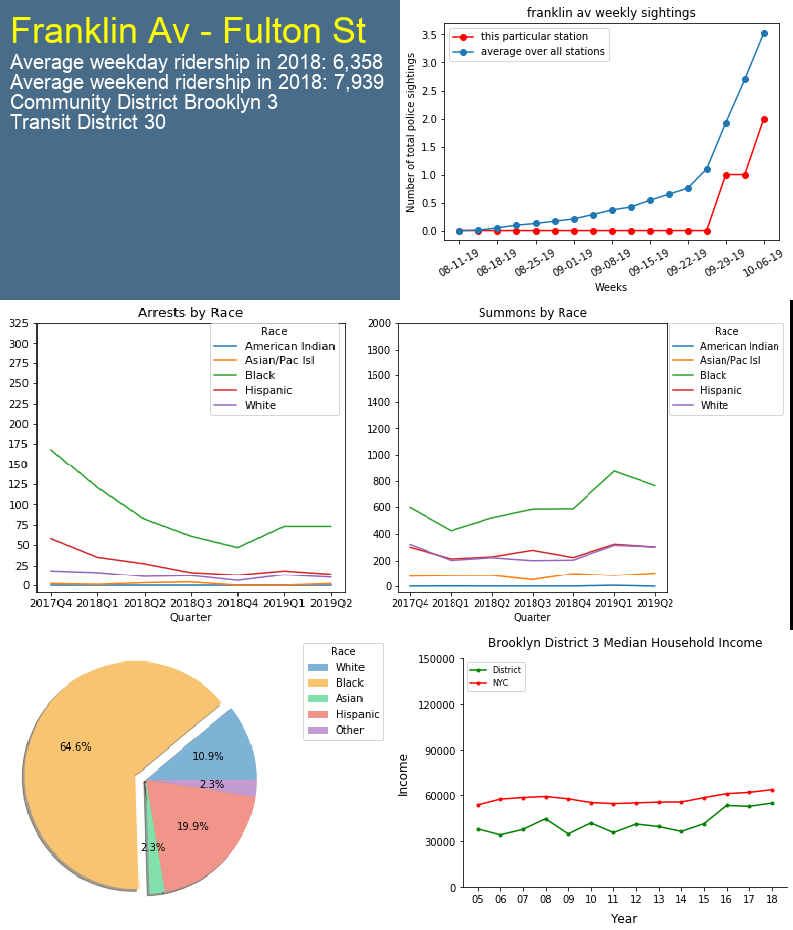 Franklin Av - Fulton St
Average weekday ridership in 2018: 6,358
Average weekend ridership in 2018: 7,939
Community District Brooklyn 3
Transit District 30
franklin av weekly sightings
this particular station
average over all stations
Number of total police sightings
3.5
3.0
2.5
2.0
1.5
1.0
0.5
0.0
08-11-19 08-18-19 08-25-19 09-01-19 09-08-19 09-15-19 09-22-19 09-29-19 10-06-19
Weeks
Arrests by Race
Race
American Indian
Asian/Pac Isl
Black
Hispanic
White
325
300
275
250
225
200
175
150
125
100
75
50
25
0
2017Q4 2018Q1 2018Q2 2018Q3 2018Q4 2019Q1 2019Q2
Quarter
Summons by Race
Race
American Indian
Asian/Pac Isl
Black
Hispanic
White
2000
1800
1600
1400
1200
1000
800
600
400
200
0
2017Q4 2018Q1 2018Q2 2018Q3 2018Q4 2019Q1 2019Q2
Quarter
Race
White
Black
Asian
Hispanic
Other
64.6%
10.9%
2.3%
19.9%
2.3%
Brooklyn District 3 Median Household Income
District
NYC
Income
150000
120000
90000
60000
30000
0
05 06 07 08 09 10 11 12 13 14 15 16 17 18
Year